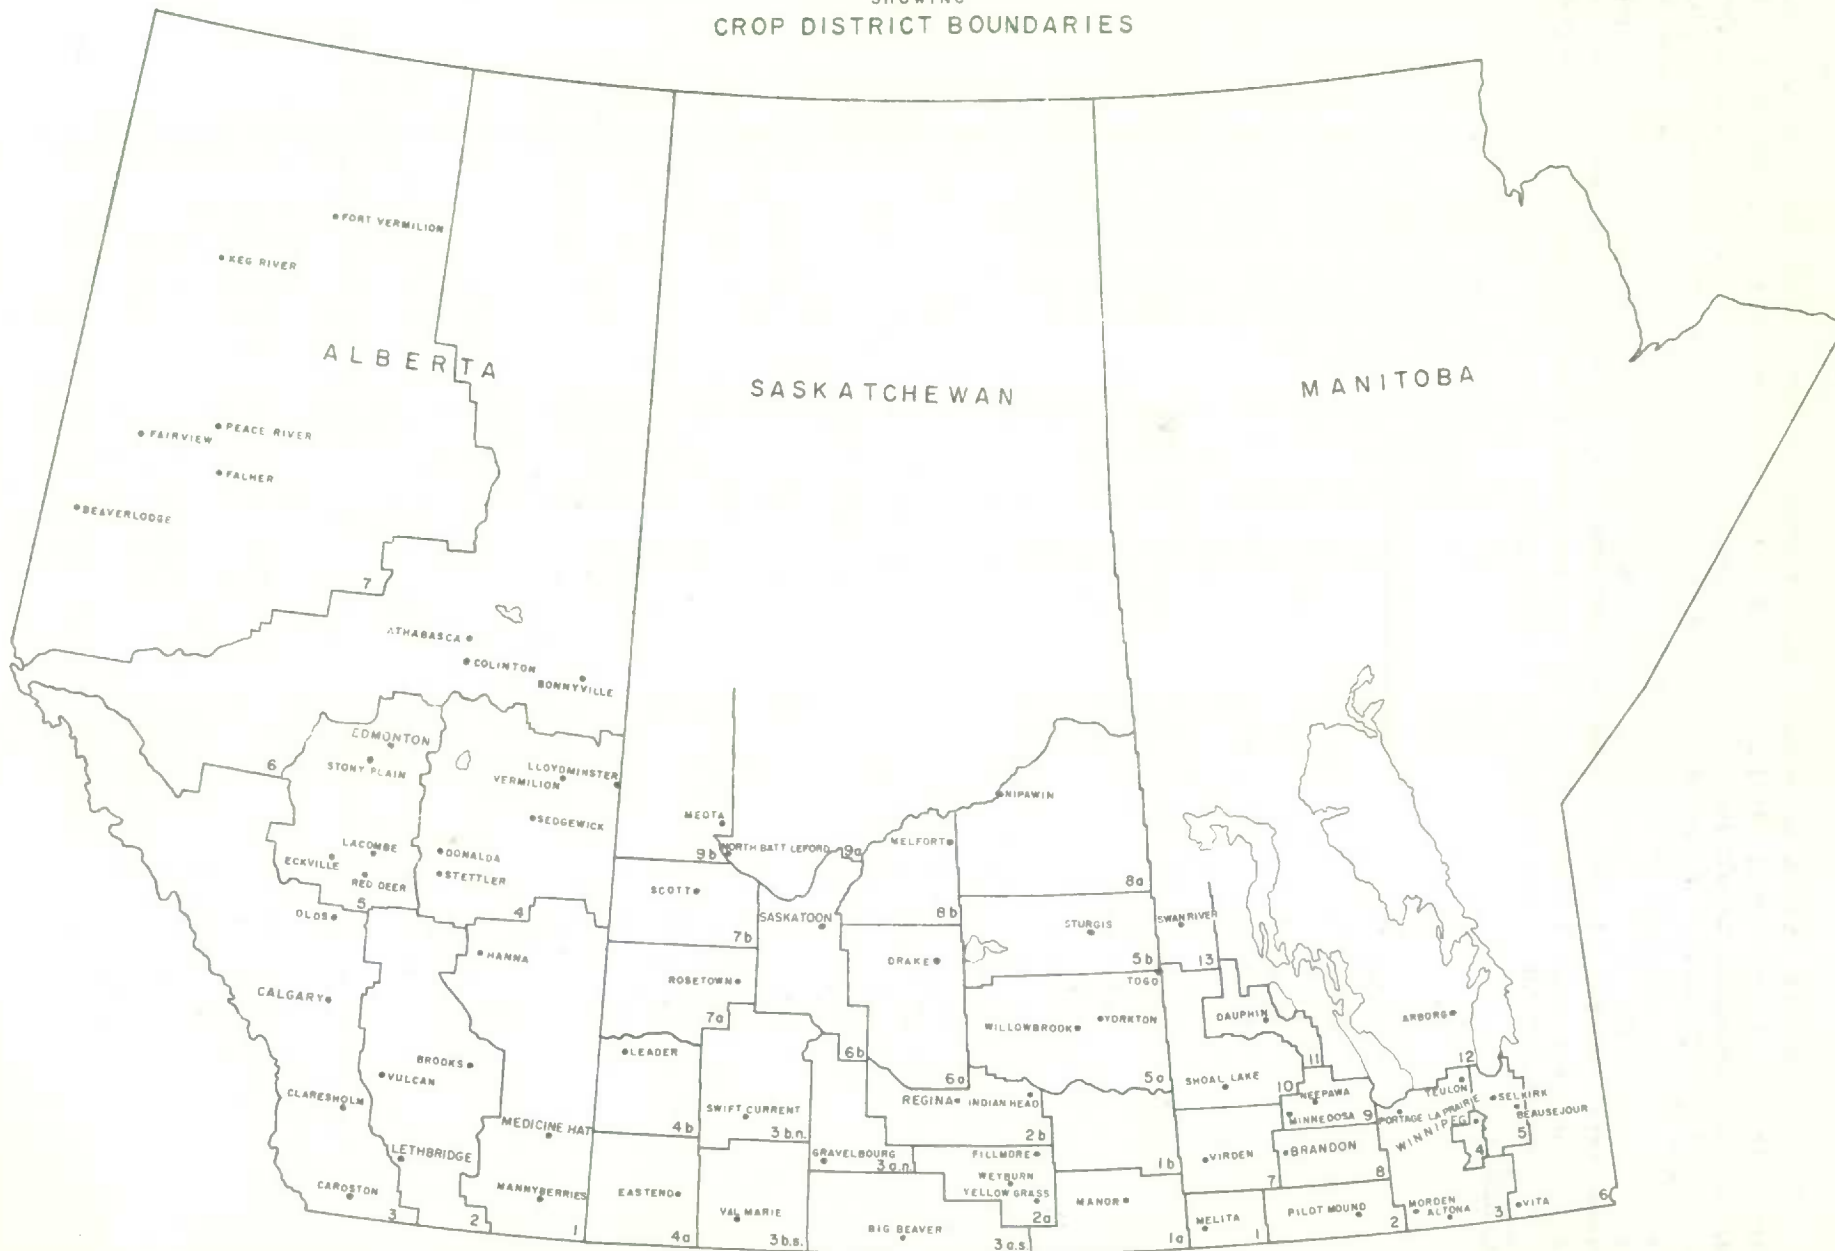 SHOWING
CROP DISTRICT BOUNDARIES
ALBERTA
SASKATCHEWAN
MANITOBA
FORT VERMILION
KEG RIVER
PEACE RIVER
FAIRVIEW
FALHER
BEAVERLODGE
7
ATHABASCA
COLINTON
BONNYVILLE
EDMONTON
STONY PLAIN
6
LLOYDMINSTER
VERMILION
SEDGEWICK
LACOMBE
ECKVILLE
RED DEER
DONALDA
STETTLER
5
4
OLDS
HANNA
CALGARY
BROOKS
VULCAN
CLARESHOLM
MEDICINE HAT
LETHBRIDGE
CARDSTON
MANNYBERRIES
3
2
1
MEOTA
NORTH BATTLEFORD
9b
9a
NIPAWIN
MELFORT
SCOTT
8a
8b
SASKATOON
STURGIS
7b
DRAKE
5b
TOGO
ROSETOWN
7a
WILLOWBROOK
YORKTON
LEADER
6b
6a
5a
REGINA
INDIAN HEAD
SWIFT CURRENT
4b
3b.n.
2b
GRAVELBOURG
3a.n.
FILLMORE
WEYBURN
YELLOW GRASS
1b
EASTEND
VAL MARIE
MANOR
2a
BIG BEAVER
4a
3b.s.
3a.s.
1a
SWAN RIVER
13
DAUPHIN
ARBORG
11
12
SHOAL LAKE
10
NEEPAWA
TEULON
SELKIRK
MINNEDOSA
9
PORTAGE LA PRAIRIE
BEAUSEJOUR
WINNIPEG
5
4
VIRDEN
BRANDON
7
8
MELITA
PILOT MOUND
MORDEN
ALTONA
VITA
1
2
3
6